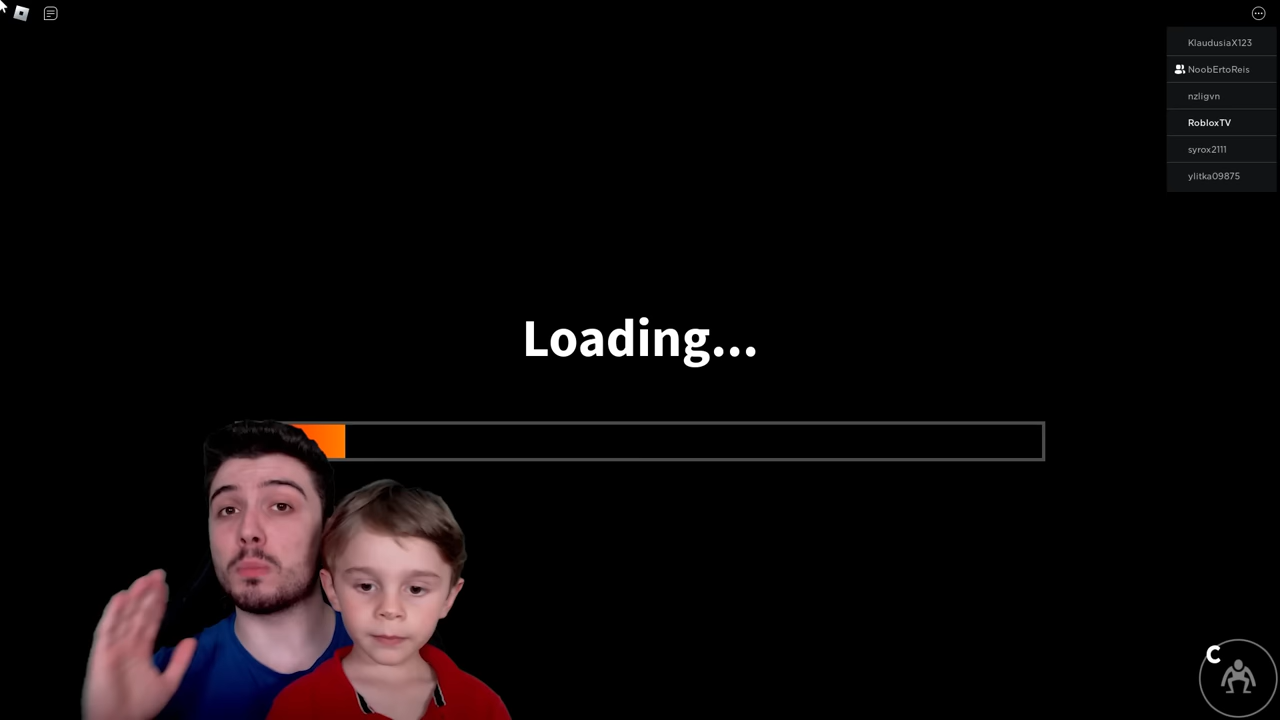 KlaudusiaX123
NoobErtoReis
nzligvn
RobloxTV
syrox2111
ylitka09875
Loading...
C